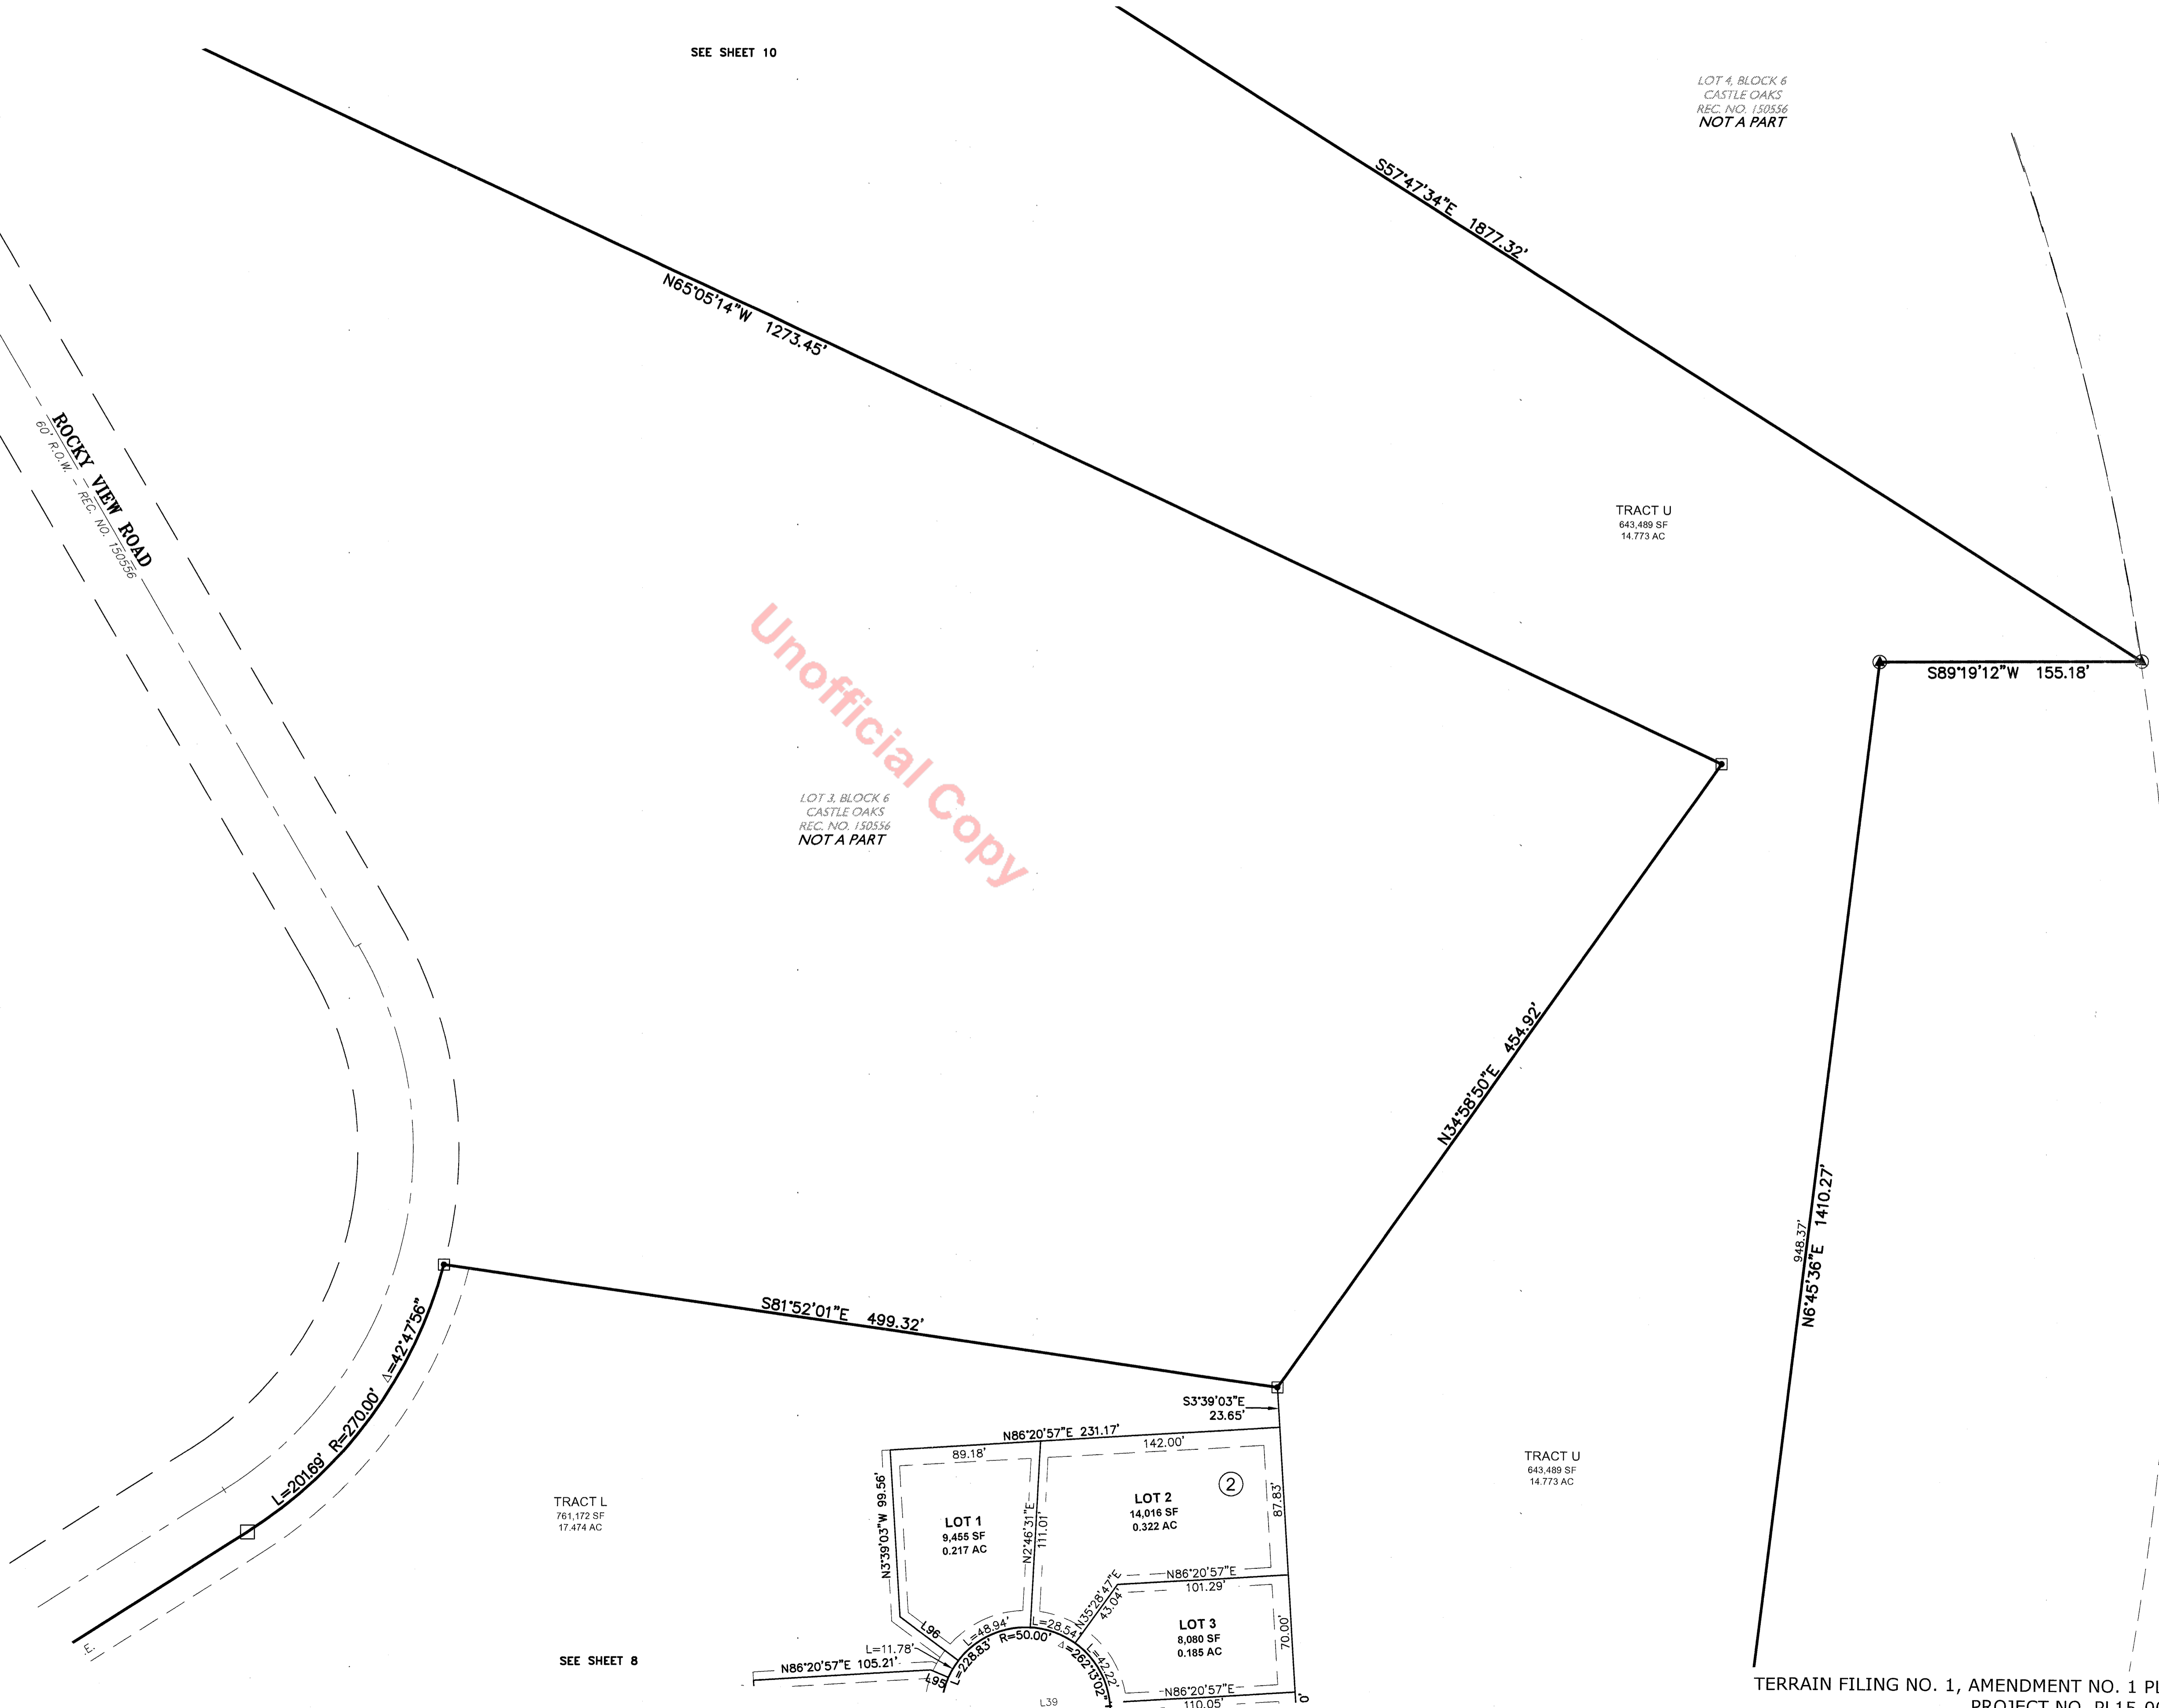 SEE SHEET 10
LOT 4, BLOCK 6
CASTLE OAKS
REC. NO. 150556
NOT A PART
S57°47'34"E 1877.32'
N65°05'14"W 1273.45'
ROCKY VIEW ROAD
60' R.O.W. - REC. NO. 150556
TRACT U
643,489 SF
14.773 AC
S89°19'12"W 155.18'
Unofficial Copy
LOT 3, BLOCK 6
CASTLE OAKS
REC. NO. 150556
NOT A PART
N34°58'50"E 454.92'
948.37'
N6°45'36"E 1410.27'
S81°52'01"E 499.32'
L=201.69' R=270.00' Δ=42°47'56"
S3°39'03"E
23.65'
N86°20'57"E 231.17'
89.18'
142.00'
2
N3°39'03"W 99.56'
LOT 1
9,455 SF
0.217 AC
N2°46'31"E
111.01'
LOT 2
14,016 SF
0.322 AC
87.83'
TRACT L
761,172 SF
17.474 AC
TRACT U
643,489 SF
14.773 AC
N86°20'57"E
101.29'
N35°28'47"E
43.04'
LOT 3
8,080 SF
0.185 AC
70.00'
L96
L=48.94'
L=28.54'
L=42.22'
L=11.78'
L=228.83' R=50.00' Δ=262°13'02"
SEE SHEET 8
N86°20'57"E 105.21'
L95
L39
N86°20'57"E
110.05'
TERRAIN FILING NO. 1, AMENDMENT NO. 1
PROJECT NO.